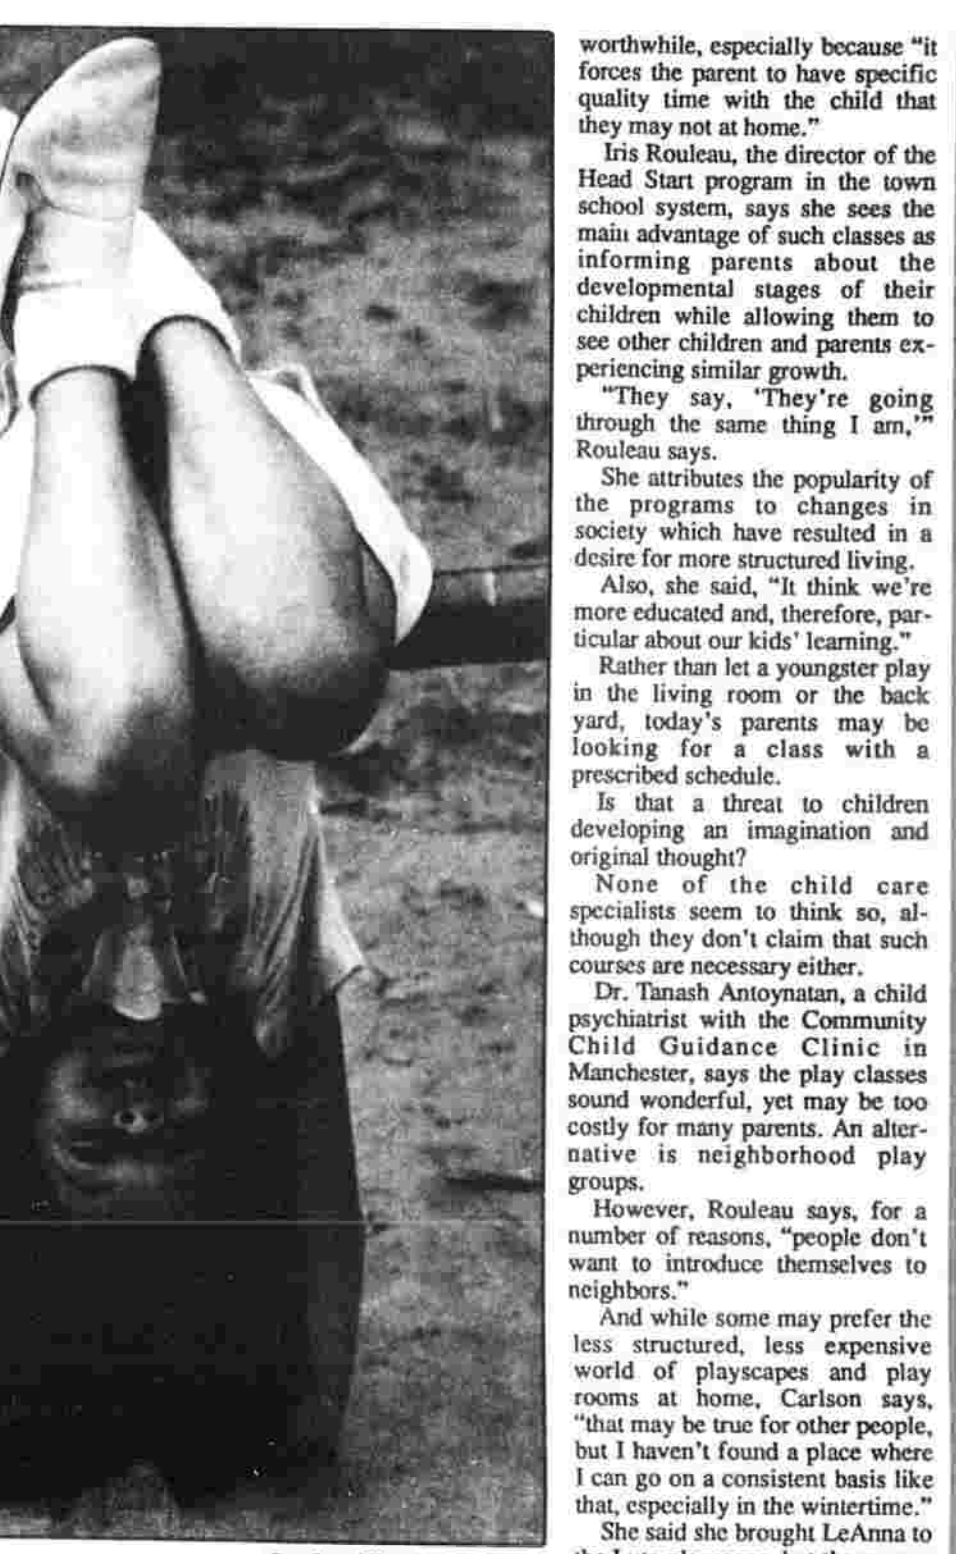 worthwhile, especially because “it
forces the parent to have specific
quality time with the child that
they may not at home.”
Iris Rouleau, the director of the
Head Start program in the town
school system, says she sees the
main advantage of such classes as
informing parents about the
developmental stages of their
children while allowing them to
see other children and parents ex-
periencing similar growth.
“They say, ‘They're going
through the same thing I am,’”
Rouleau says.
She attributes the popularity of
the programs to changes in
society which have resulted in a
desire for more structured living.
Also, she said, “It think we're
more educated and, therefore, par-
ticular about our kids' learning.”
Rather than let a youngster play
in the living room or the back
yard, today's parents may be
looking for a class with a
prescribed schedule.
Is that a threat to children
developing an imagination and
original thought?
None of the child care
specialists seem to think so, al-
though they don't claim that such
courses are necessary either.
Dr. Tanash Antoynatan, a child
psychiatrist with the Community
Child Guidance Clinic in
Manchester, says the play classes
sound wonderful, yet may be too
costly for many parents. An alter-
native is neighborhood play
groups.
However, Rouleau says, for a
number of reasons, “people don't
want to introduce themselves to
neighbors.”
And while some may prefer the
less structured, less expensive
world of playscapes and play
rooms at home, Carlson says,
“that may be true for other people,
but I haven't found a place where
I can go on a consistent basis like
that, especially in the wintertime.”
She said she brought LeAnna to